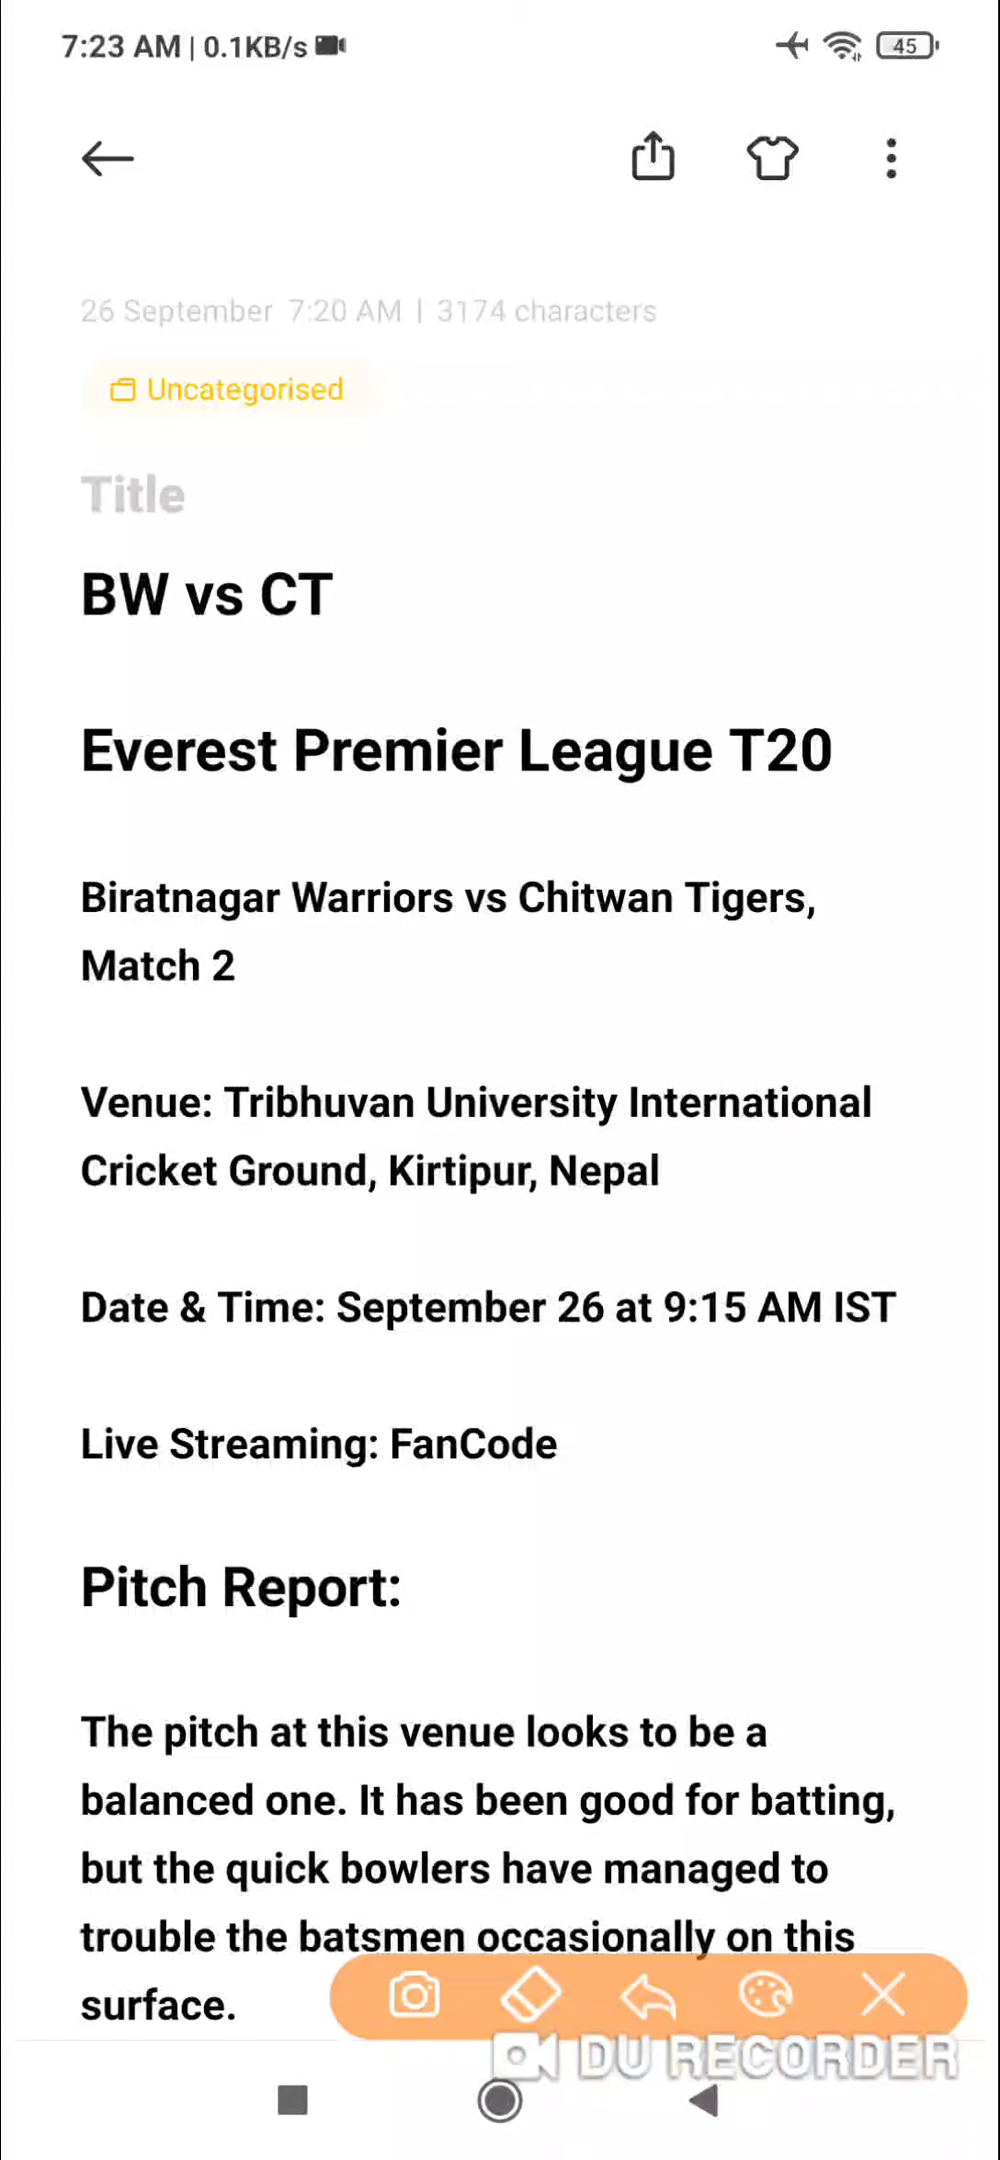 7:23 AM | 0.1KB/s
45
26 September 7:20 AM | 3174 characters
Uncategorised
Title
BW vs CT
Everest Premier League T20
Biratnagar Warriors vs Chitwan Tigers,
Match 2
Venue: Tribhuvan University International
Cricket Ground, Kirtipur, Nepal
Date & Time: September 26 at 9:15 AM IST
Live Streaming: FanCode
Pitch Report:
The pitch at this venue looks to be a
balanced one. It has been good for batting,
but the quick bowlers have managed to
trouble the batsmen occasionally on this
surface.
DU RECORDER